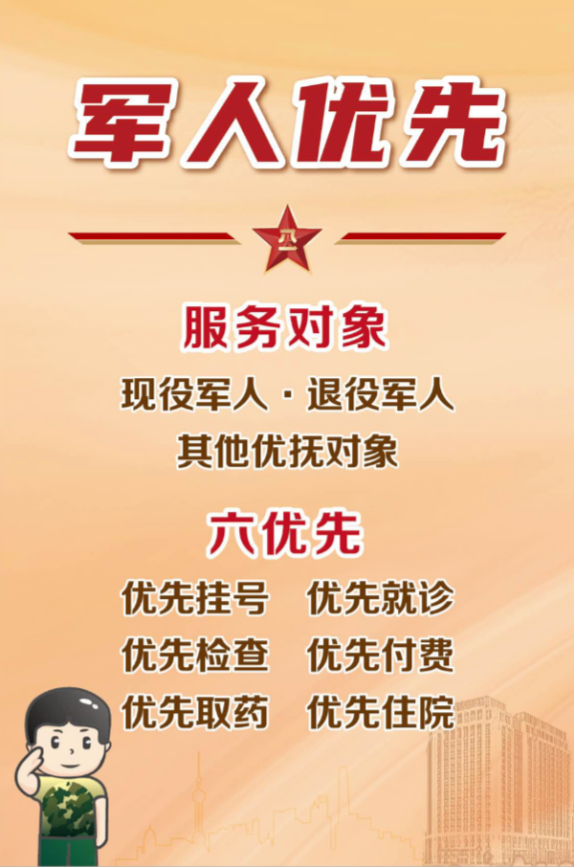 军人优先
八一
服务对象
现役军人·退役军人
其他优抚对象
六优先
优先挂号 优先就诊
优先检查 优先付费
优先取药 优先住院